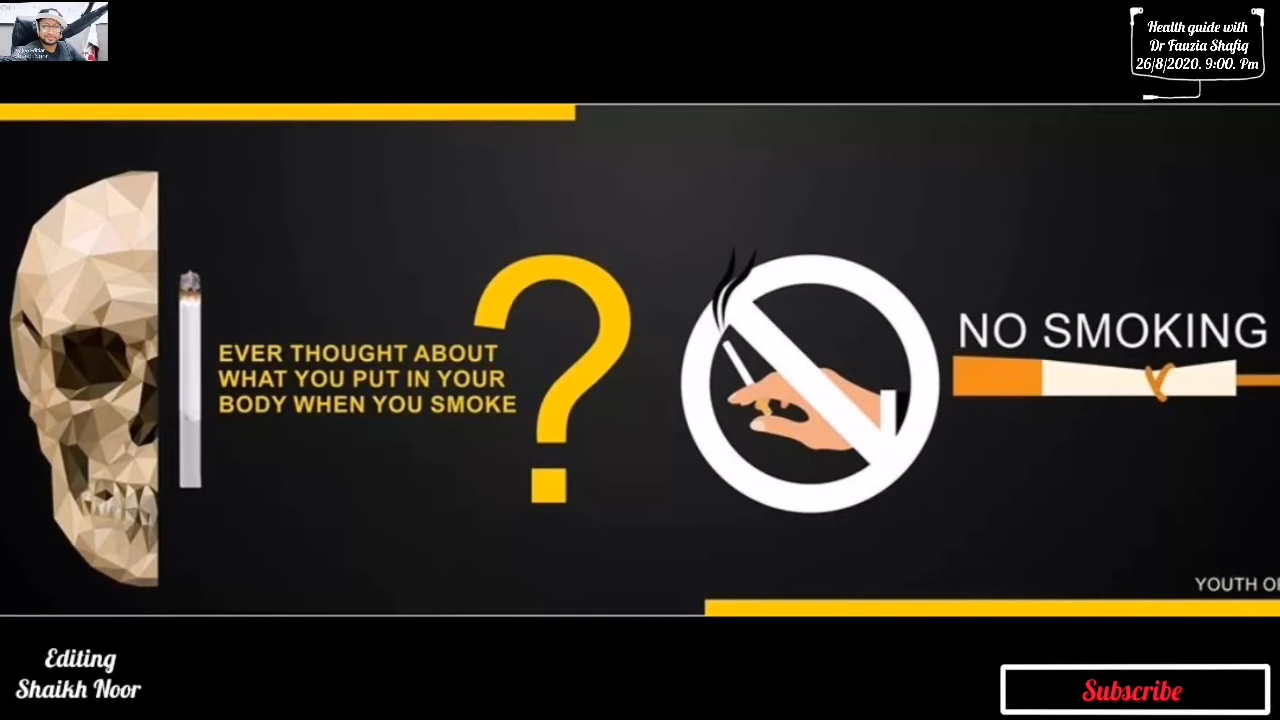 Health guide with
Dr Fauzia Shafiq
26/8/2020. 9:00. Pm
EVER THOUGHT ABOUT
WHAT YOU PUT IN YOUR
BODY WHEN YOU SMOKE
?
NO SMOKING
YOUTH
Editing
Shaikh Noor
Subscribe